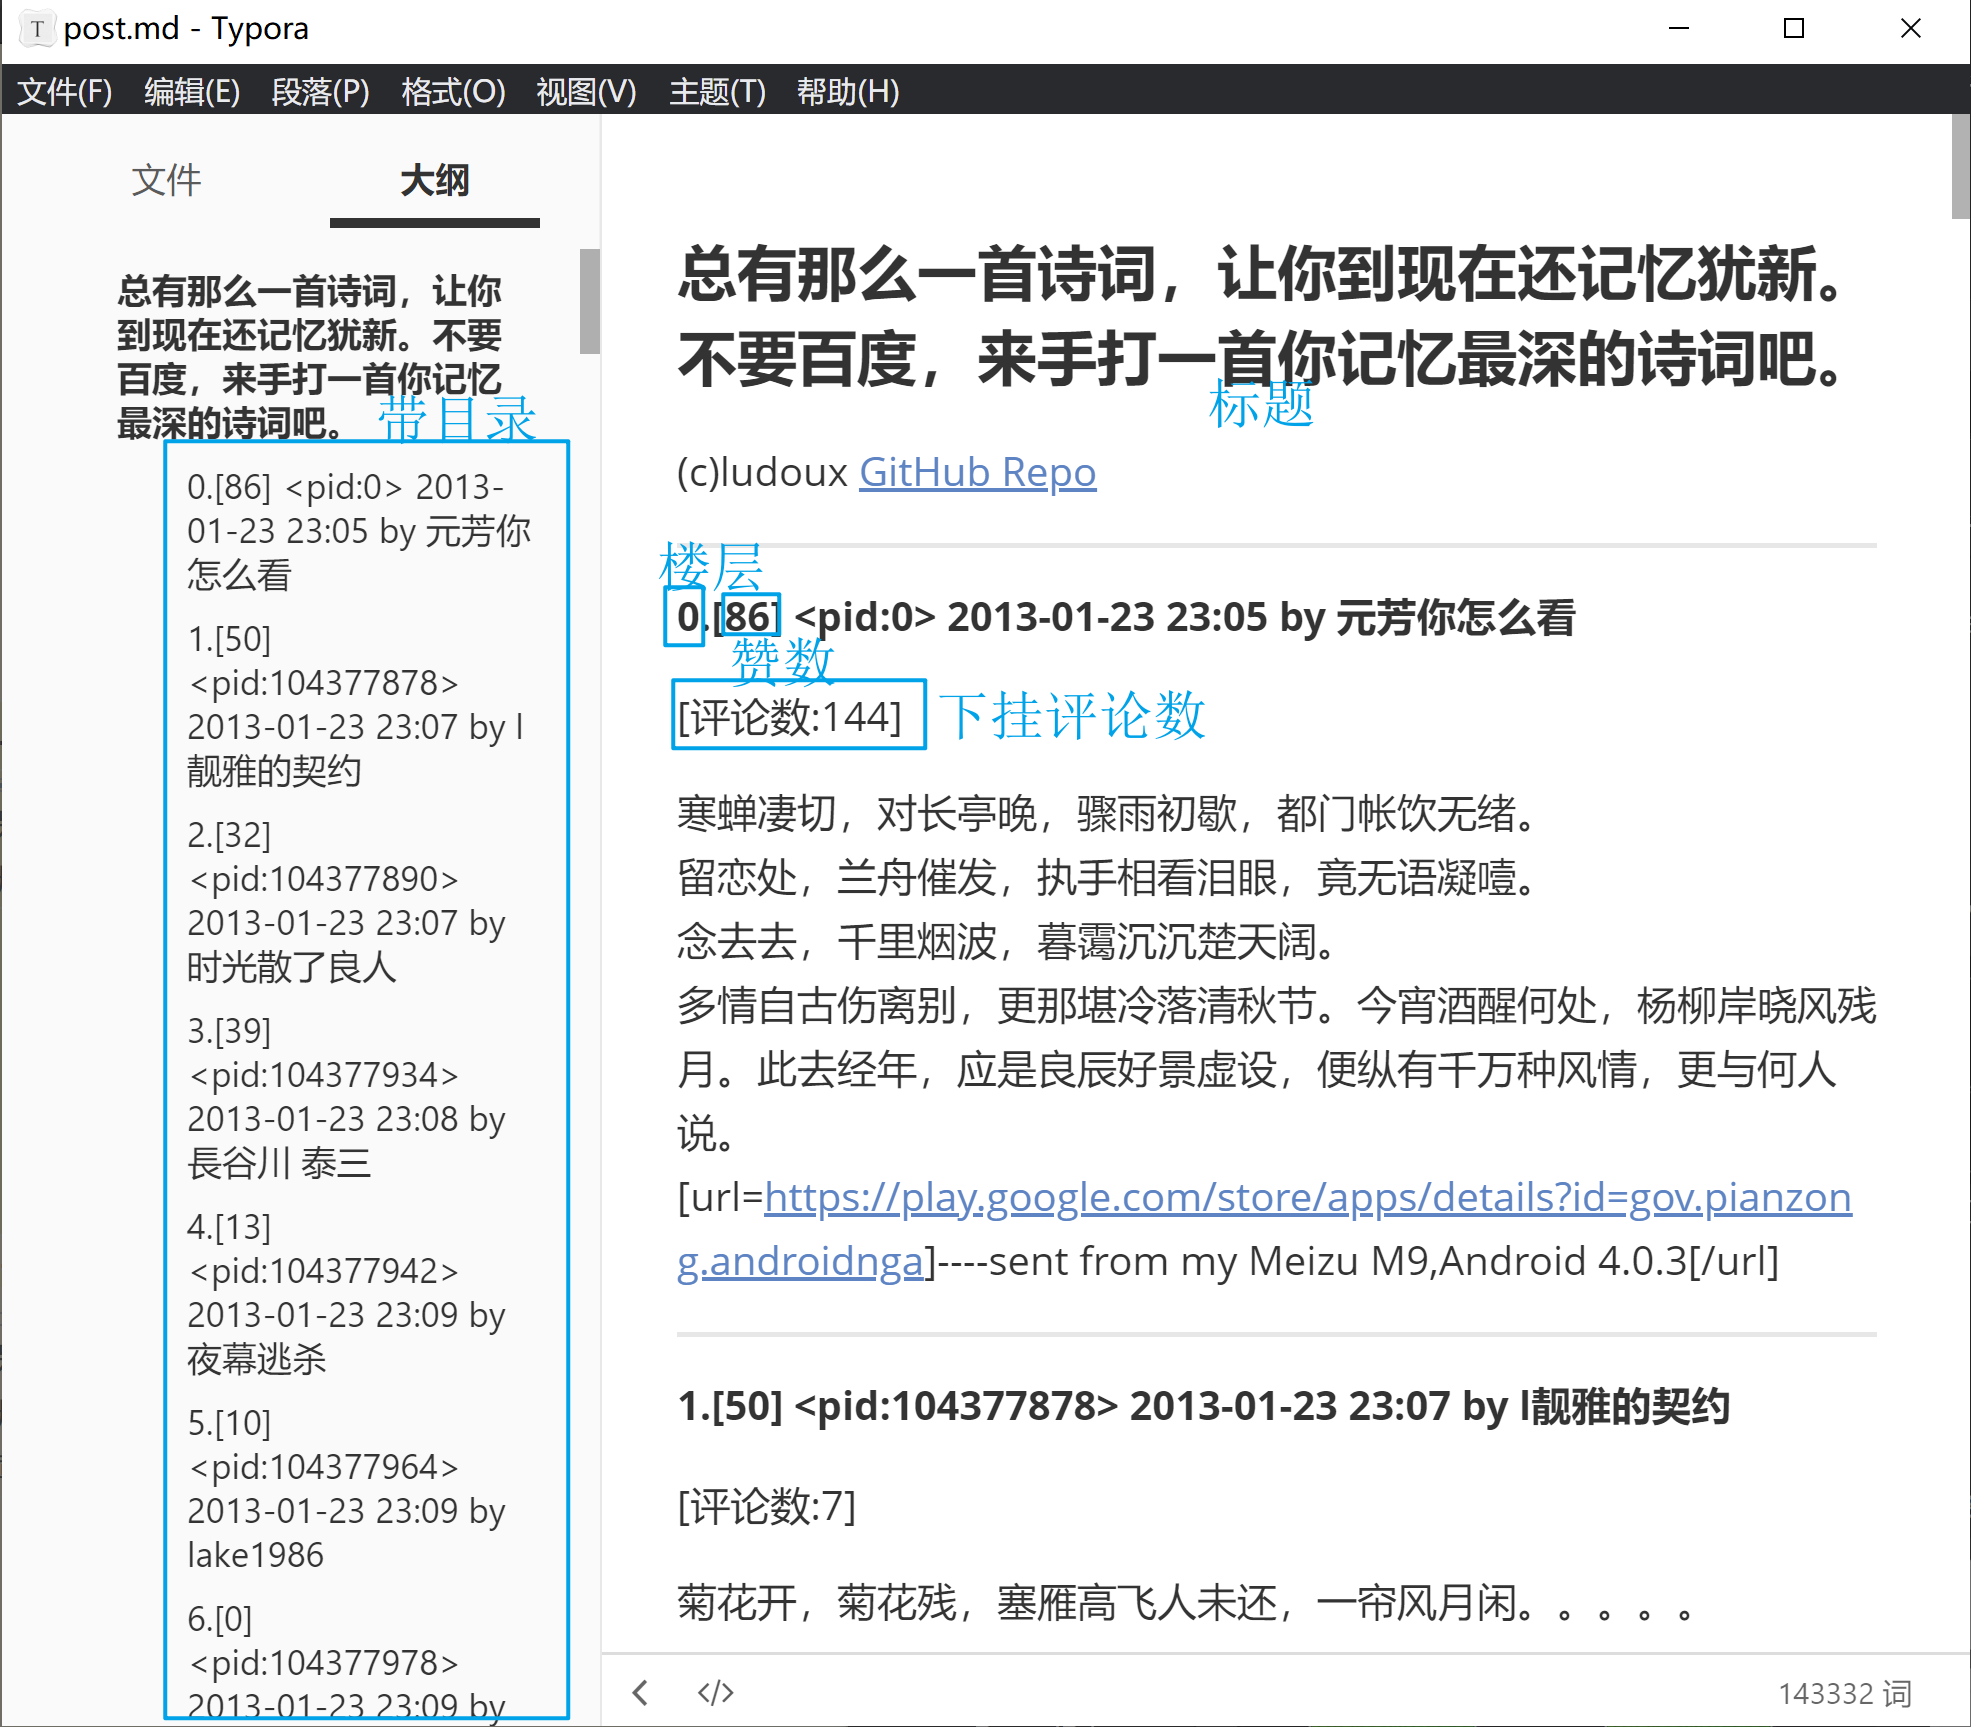 post.md - Typora
文件(F) 编辑(E) 段落(P) 格式(O) 视图(V) 主题(T) 帮助(H)
文件 大纲
总有那么一首诗词，让你
到现在还记忆犹新。不要
百度，来手打一首你记忆
最深的诗词吧。
带目录
0.[86] <pid:0> 2013-
01-23 23:05 by 元芳你
怎么看
1.[50]
<pid:104377878>
2013-01-23 23:07 by l
靓雅的契约
2.[32]
<pid:104377890>
2013-01-23 23:07 by
时光散了良人
3.[39]
<pid:104377934>
2013-01-23 23:08 by
長谷川 泰三
4.[13]
<pid:104377942>
2013-01-23 23:09 by
夜幕逃杀
5.[10]
<pid:104377964>
2013-01-23 23:09 by
lake1986
6.[0]
<pid:104377978>
2013-01-23 23:09 by
总有那么一首诗词，让你到现在还记忆犹新。
不要百度，来手打一首你记忆最深的诗词吧。
标题
(c)ludoux GitHub Repo
楼层
0.[86] <pid:0> 2013-01-23 23:05 by 元芳你怎么看
赞数
[评论数:144]
下挂评论数
寒蝉凄切，对长亭晚，骤雨初歇，都门帐饮无绪。
留恋处，兰舟催发，执手相看泪眼，竟无语凝噎。
念去去，千里烟波，暮霭沉沉楚天阔。
多情自古伤离别，更那堪冷落清秋节。今宵酒醒何处，杨柳岸晓风残
月。此去经年，应是良辰好景虚设，便纵有千万种风情，更与何人
说。
[url=https://play.google.com/store/apps/details?id=gov.pianzon
g.androidnga]----sent from my Meizu M9,Android 4.0.3[/url]
1.[50] <pid:104377878> 2013-01-23 23:07 by l靓雅的契约
[评论数:7]
菊花开，菊花残，塞雁高飞人未还，一帘风月闲。。。。。
</> 143332 词